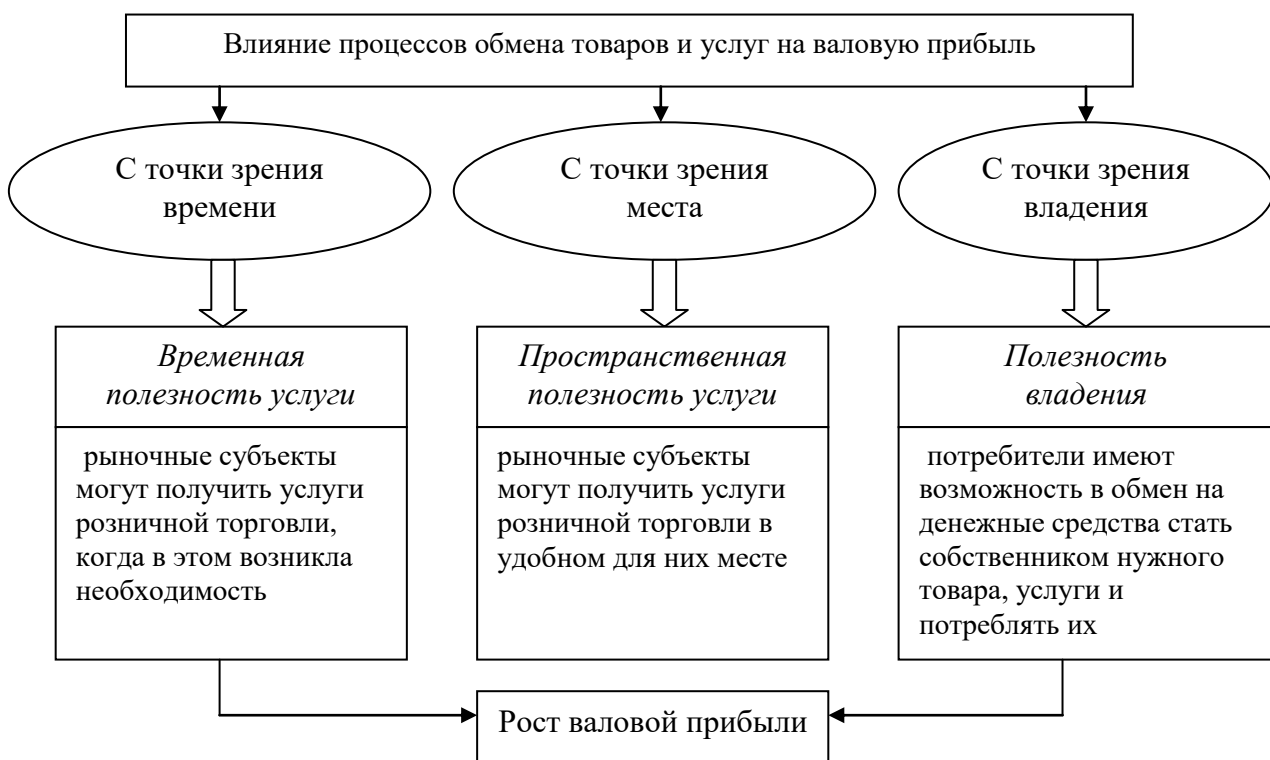 Влияние процессов обмена товаров и услуг на валовую прибыль
С точки зрения
времени
С точки зрения
места
С точки зрения
владения
Временная
полезность услуги
рыночные субъекты
могут получить услуги
розничной торговли,
когда в этом возникла
необходимость
Пространственная
полезность услуги
рыночные субъекты
могут получить услуги
розничной торговли в
удобном для них месте
Полезность
владения
потребители имеют
возможность в обмен на
денежные средства стать
собственником нужного
товара, услуги и
потреблять их
Рост валовой прибыли